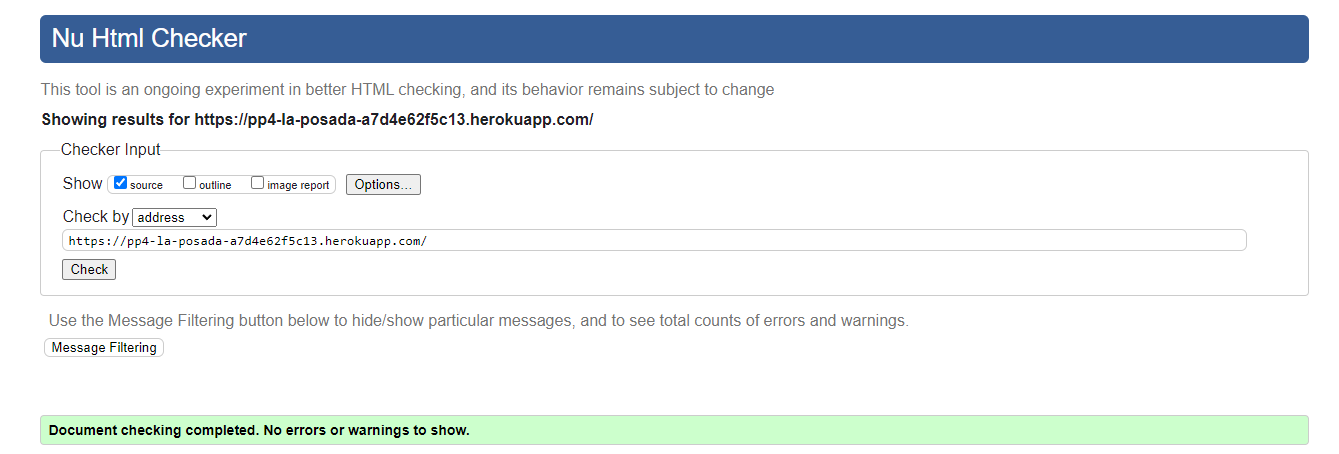 Nu Html Checker
This tool is an ongoing experiment in better HTML checking, and its behavior remains subject to change
Showing results for https://pp4-la-posada-a7d4e62f5c13.herokuapp.com/
Checker Input
Show source outline image report Options...
Check by address
https://pp4-la-posada-a7d4e62f5c13.herokuapp.com/
Check
Use the Message Filtering button below to hide/show particular messages, and to see total counts of errors and warnings.
Message Filtering
Document checking completed. No errors or warnings to show.